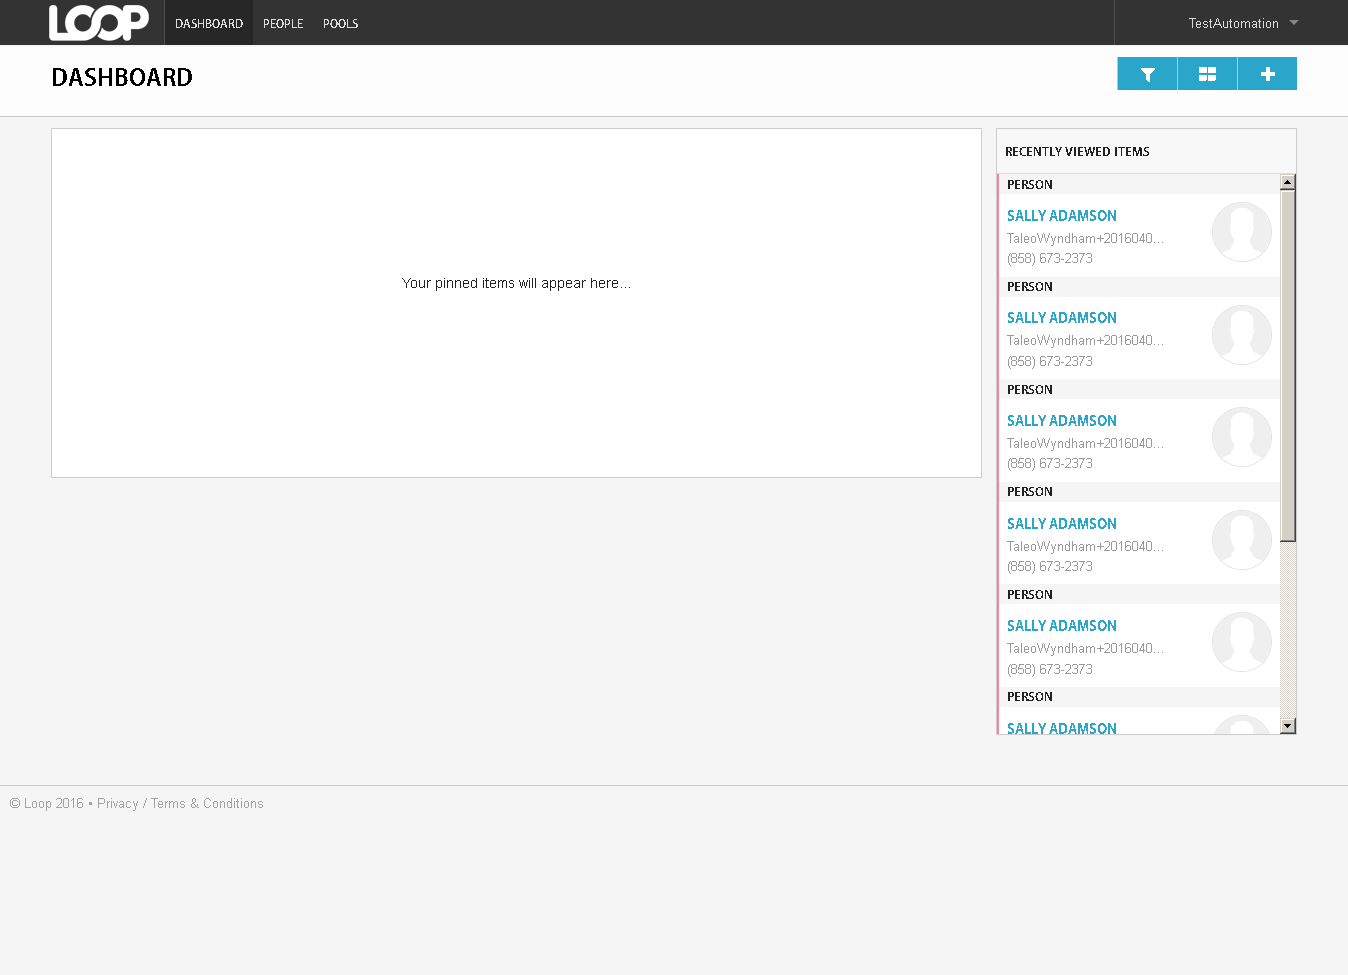 LOOP
DASHBOARD PEOPLE POOLS
TestAutomation
DASHBOARD
Your pinned items will appear here...
RECENTLY VIEWED ITEMS
PERSON
SALLY ADAMSON
TaleoWyndham+2016040...
(858) 673-2373
PERSON
SALLY ADAMSON
TaleoWyndham+2016040...
(858) 673-2373
PERSON
SALLY ADAMSON
TaleoWyndham+2016040...
(858) 673-2373
PERSON
SALLY ADAMSON
TaleoWyndham+2016040...
(858) 673-2373
PERSON
SALLY ADAMSON
TaleoWyndham+2016040...
(858) 673-2373
PERSON
SALLY ADAMSON
© Loop 2016 • Privacy / Terms & Conditions